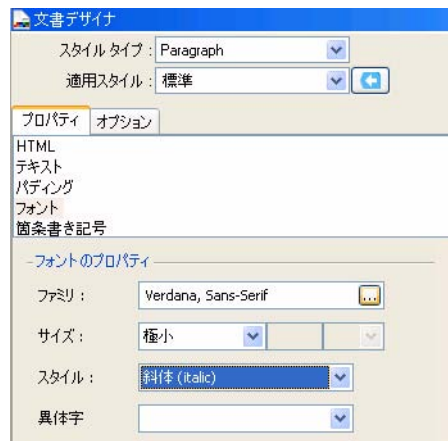 文書デザイナ
スタイル タイプ : Paragraph
適用スタイル : 標準
プロパティ オプション
HTML
テキスト
パディング
フォント
箇条書き記号
フォントのプロパティ
ファミリ : Verdana, Sans-Serif ...
サイズ : 極小
スタイル : 斜体 (italic)
異体字